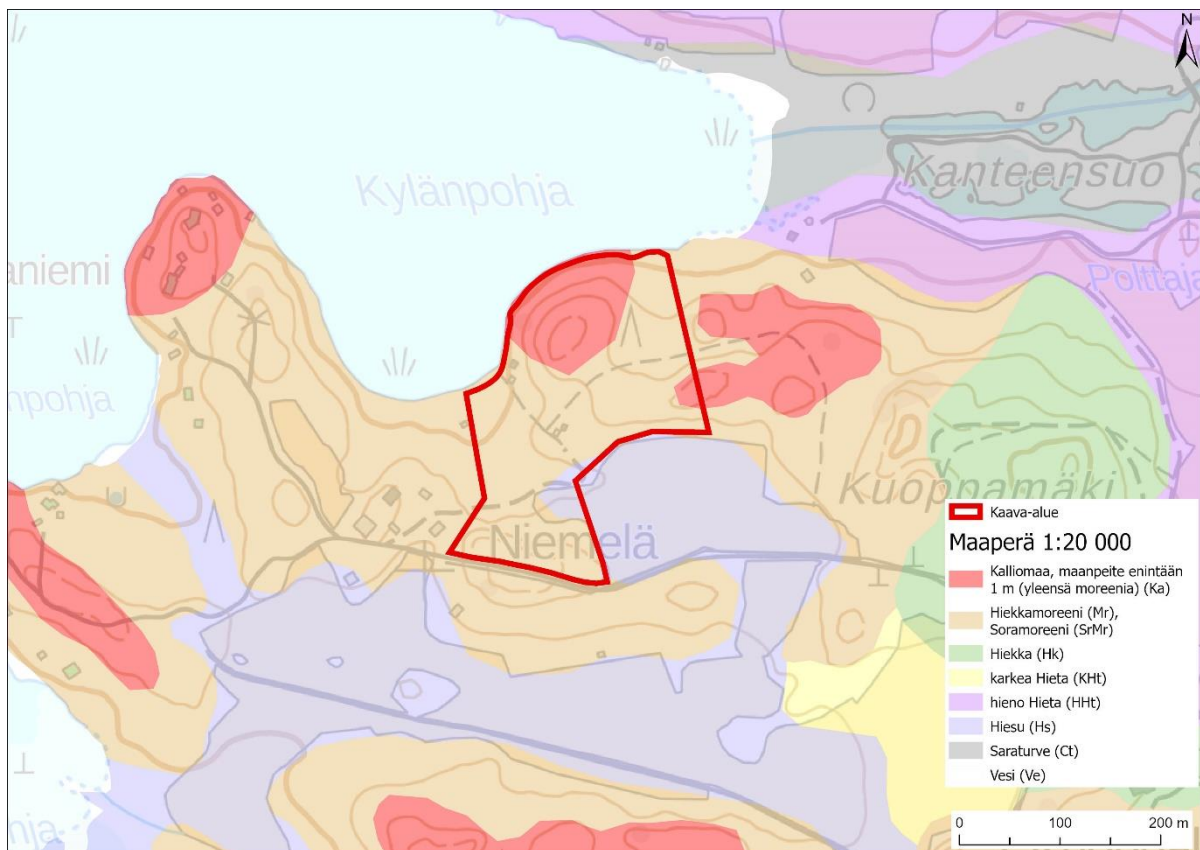 N
Kylänpohja
Kanteensuo
aniemi
Polttaja
npohja
Kuoppamäki
Niemelä
Kaava-alue
Maaperä 1:20 000
Kalliomaa, maanpeite enintään
1 m (yleensä moreenia) (Ka)
Hiekkamoreeni (Mr),
Soramoreeni (SrMr)
Hiekka (Hk)
karkea Hieta (KHt)
hieno Hieta (HHt)
Hiesu (Hs)
Saraturve (Ct)
Vesi (Ve)
nja
0 100 200 m